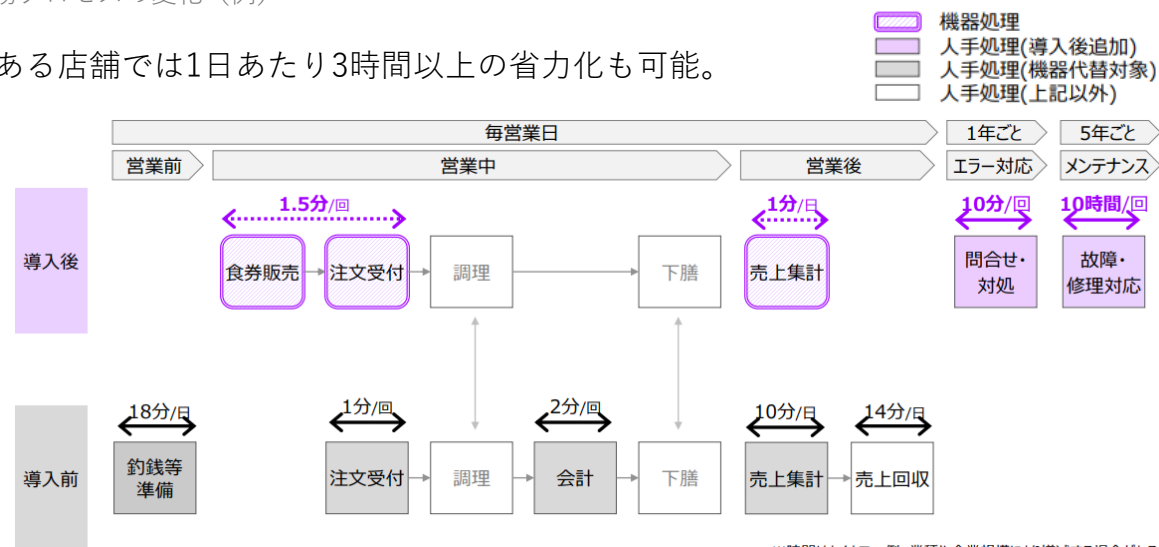 ある店舗では1日あたり3時間以上の省力化も可能。
機器処理
人手処理(導入後追加)
人手処理(機器代替対象)
人手処理(上記以外)
毎営業日
1年ごと
5年ごと
営業前
営業中
営業後
エラー対応
メンテナンス
導入後
1.5分/回
1分/日
10分/回
10時間/回
食券販売
注文受付
調理
下膳
売上集計
問合せ・
対処
故障・
修理対応
導入前
18分/日
1分/回
2分/回
10分/日
14分/日
釣銭等
準備
注文受付
調理
会計
下膳
売上集計
売上回収